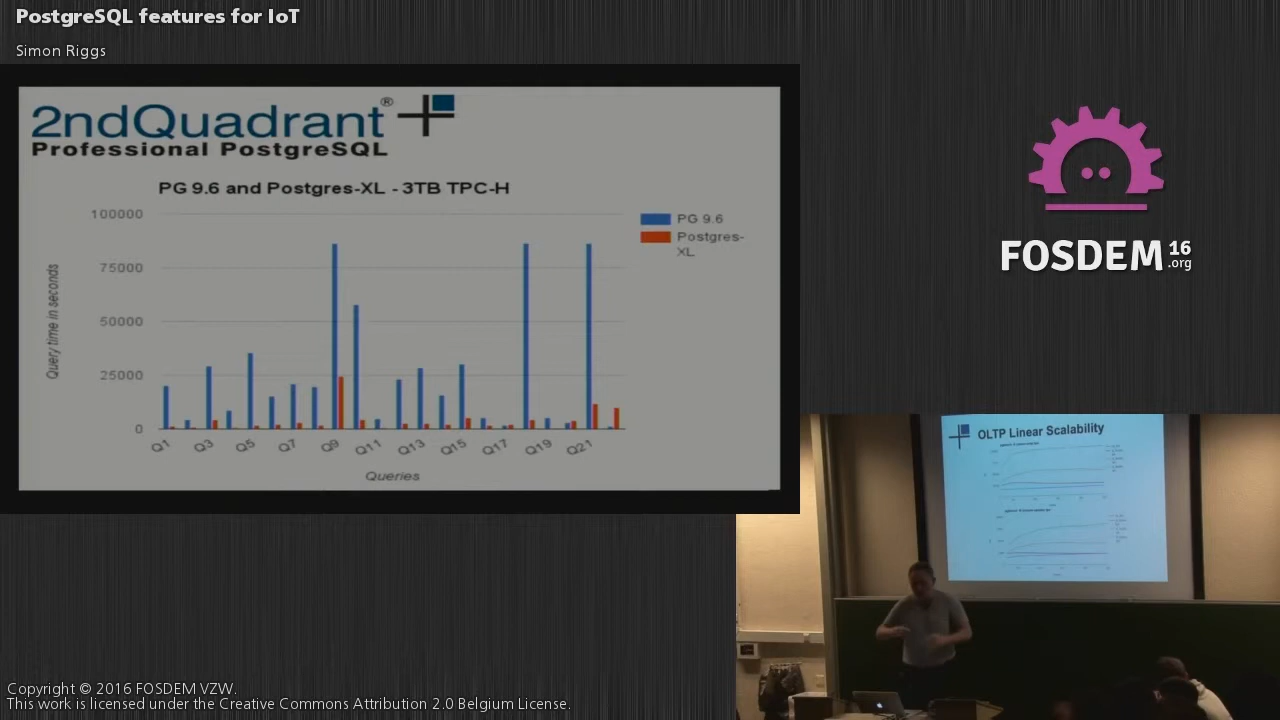 PostgreSQL features for IoT
Simon Riggs
2ndQuadrant®
Professional PostgreSQL
PG 9.6 and Postgres-XL - 3TB TPC-H
100000
75000
50000
25000
0
Query time in seconds
PG 9.6
Postgres-
XL
Q1 Q3 Q5 Q7 Q9 Q11 Q13 Q15 Q17 Q19 Q21
Queries
FOSDEM 16
.org
OLTP Linear Scalability
Copyright © 2016 FOSDEM VZW.
This work is licensed under the Creative Commons Attribution 2.0 Belgium License.